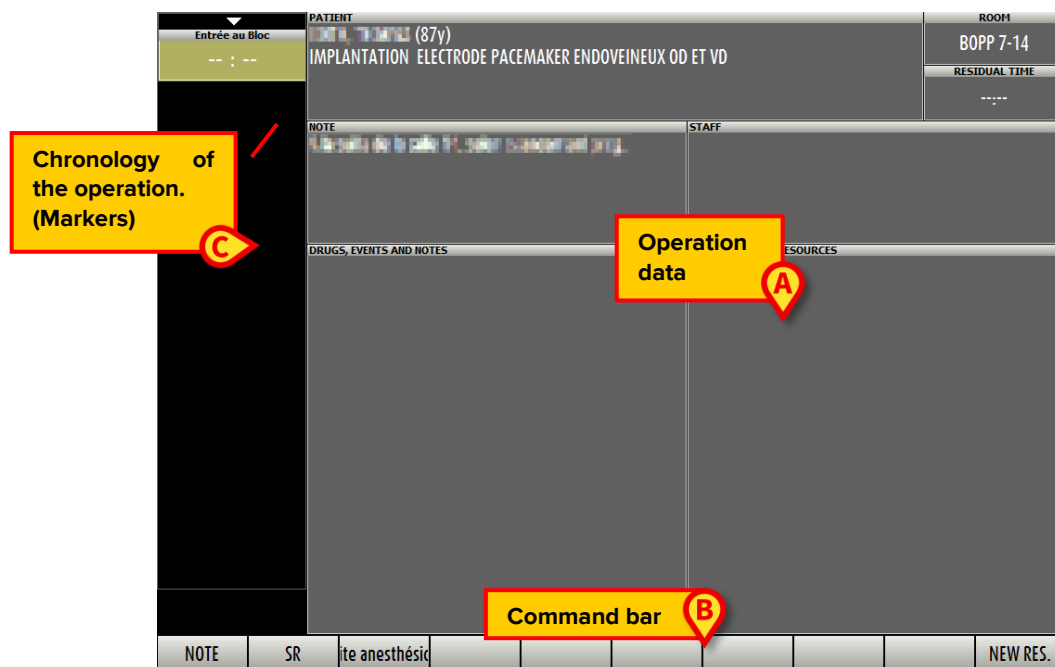 PATIENT
ROOM
Entrée au Bloc
-- : --
(87y)
IMPLANTATION ELECTRODE PACEMAKER ENDOVEINEUX OD ET VD
BOPP 7-14
RESIDUAL TIME
--:--
NOTE
STAFF
Chronology of
the operation.
(Markers)
C
DRUGS, EVENTS AND NOTES
ESOURCES
Operation
data
A
Command bar
B
NOTE
SR
ite anesthésic
NEW RES.